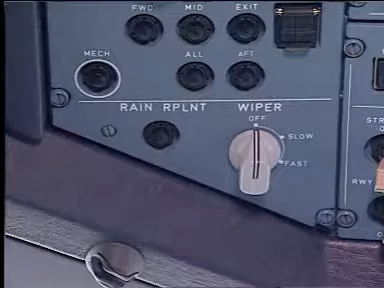 FWD MID EXIT
MECH ALL AFT
RAIN RPLNT WIPER
OFF
SLOW
FAST
RWY